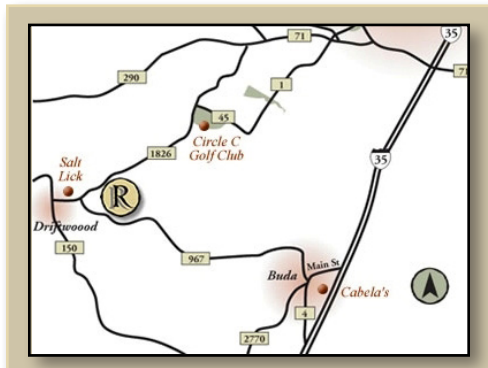 35
71
290
1
71
45
Circle C
Golf Club
35
1826
Salt
Lick
R
Driftwoood
150
967
Buda
Main St
Cabela's
4
2770